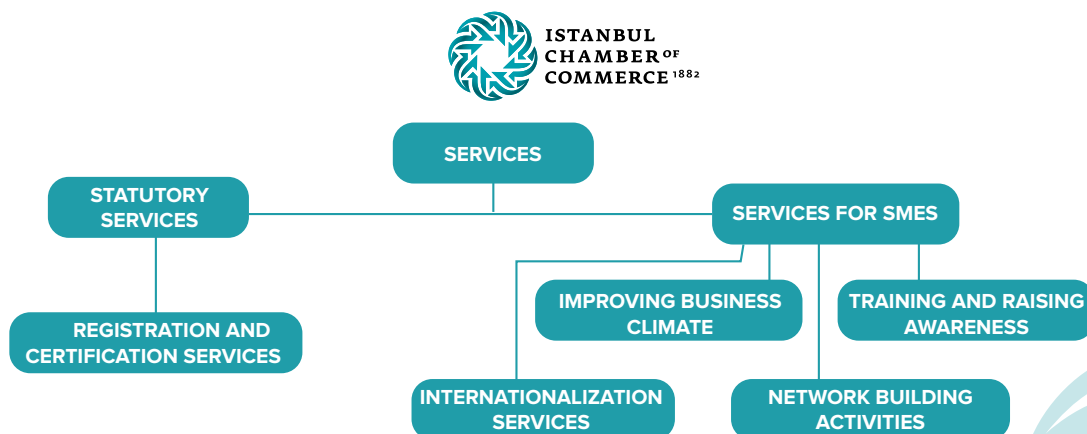 ISTANBUL
CHAMBER OF
COMMERCE 1882
SERVICES
STATUTORY
SERVICES
SERVICES FOR SMES
IMPROVING BUSINESS
CLIMATE
TRAINING AND RAISING
AWARENESS
REGISTRATION AND
CERTIFICATION SERVICES
INTERNATIONALIZATION
SERVICES
NETWORK BUILDING
ACTIVITIES